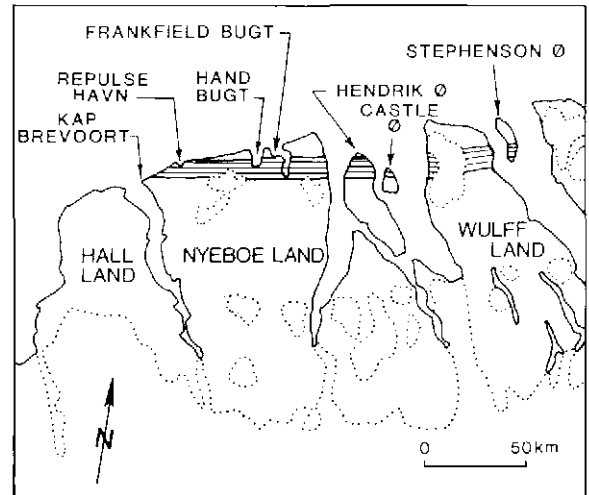 FRANKFIELD BUGT
STEPHENSON Ø
REPULSE
HAVN
HAND
BUGT
HENDRIK Ø
CASTLE
Ø
KAP
BREVOORT
HALL
LAND
NYEBOE LAND
WULFF
LAND
N
0 50km